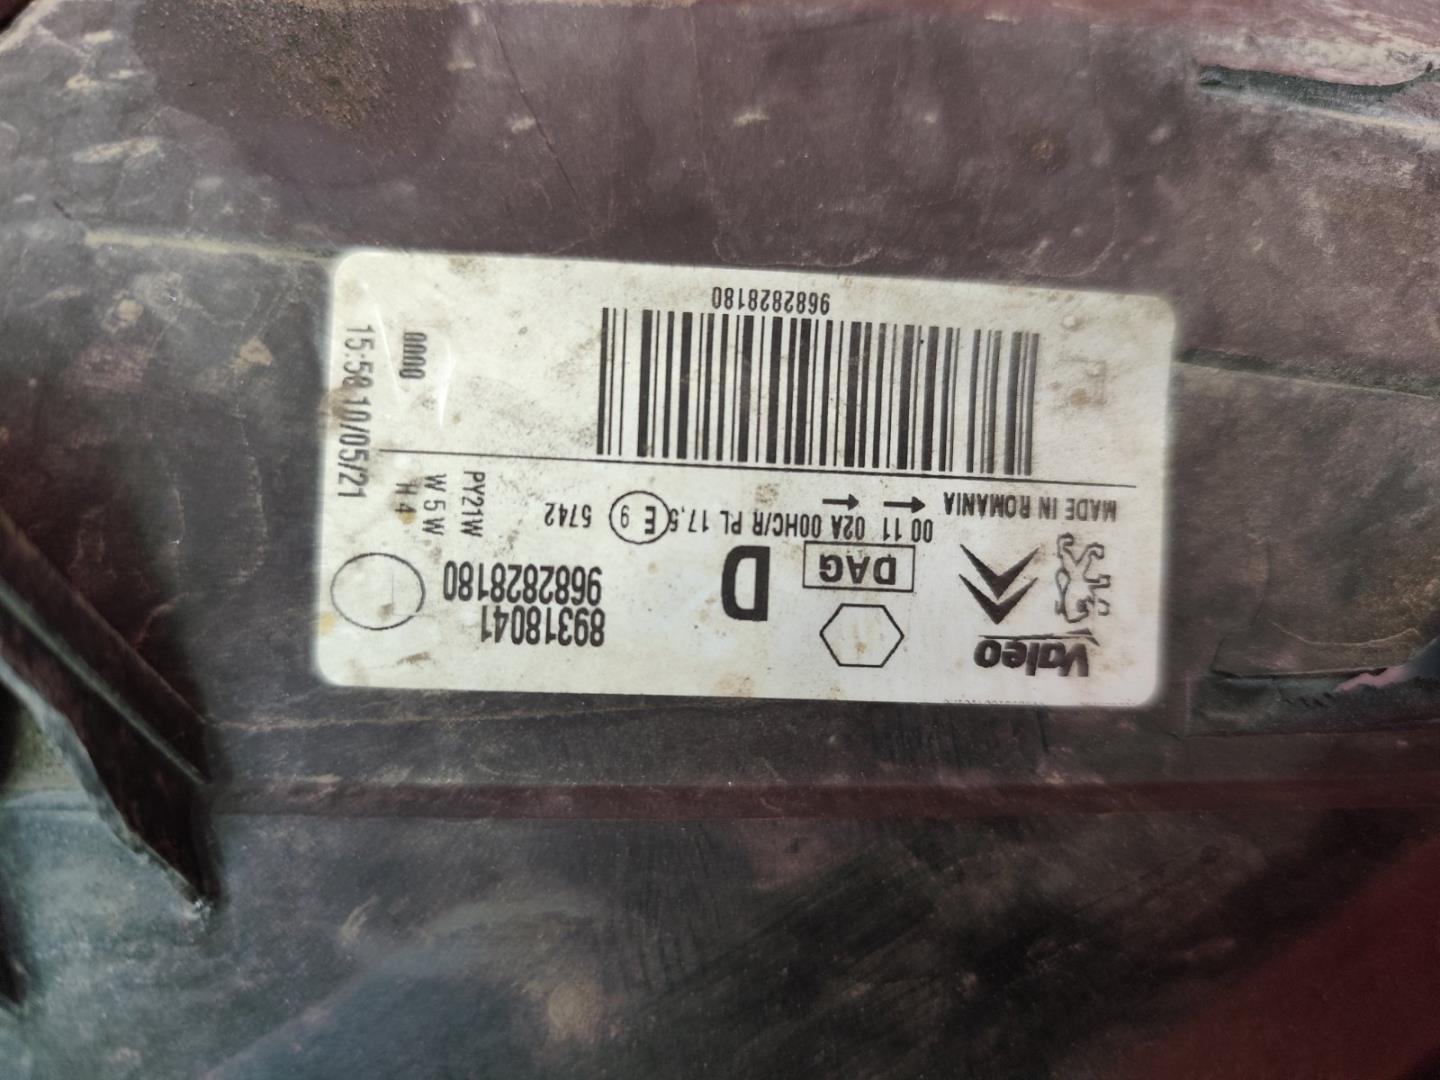 Valeo
89318041
9682828180
DAG
D
00 11 02A 00HC/R PL 17,5
E 9
5742
PY21W
W5W
H4
MADE IN ROMANIA
9682828180
0000
15:58 10/05/21